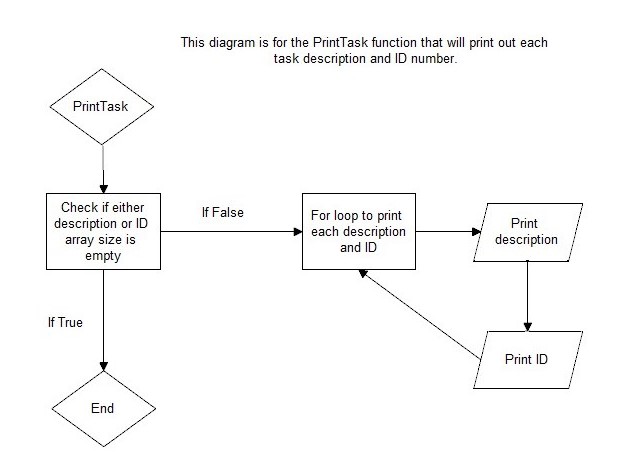 This diagram is for the PrintTask function that will print out each
task description and ID number.
PrintTask
Check if either
description or ID
array size is
empty
If False
For loop to print
each description
and ID
Print
description
If True
Print ID
End